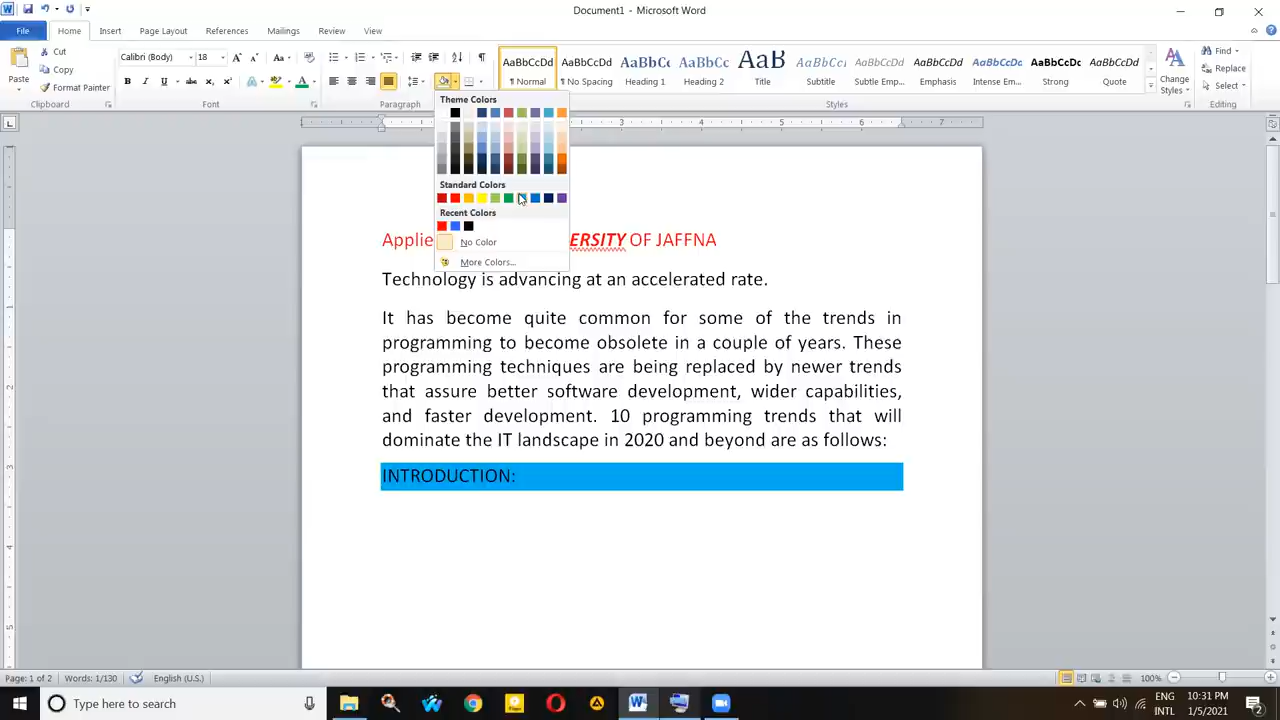 Document1 - Microsoft Word
File Home Insert Page Layout References Mailings Review View
Paste
Cut
Copy
Format Painter
Clipboard
Calibri (Body) 18
Font
Paragraph
AaBbCcDd AaBbCcDd AaBbCc AaBbCc AaB AaBbCcI AaBbCcDd AaBbCcDd AaBbCcDd AaBbCcDc AaBbCcDd
¶ Normal ¶ No Spacing Heading 1 Heading 2 Title Subtitle Subtle Emp... Emphasis Intense Em... Strong Quote
Styles
Change Styles
Find
Replace
Select
Editing
Theme Colors
Standard Colors
Recent Colors
No Color
More Colors...
3 4 5 6 7
Applie ERSITY OF JAFFNA
Technology is advancing at an accelerated rate.
It has become quite common for some of the trends in
programming to become obsolete in a couple of years. These
programming techniques are being replaced by newer trends
that assure better software development, wider capabilities,
and faster development. 10 programming trends that will
dominate the IT landscape in 2020 and beyond are as follows:
INTRODUCTION:
Page: 1 of 2 Words: 1/130 English (U.S.) 100%
Type here to search
ENG
INTL
10:31 PM
1/5/2021